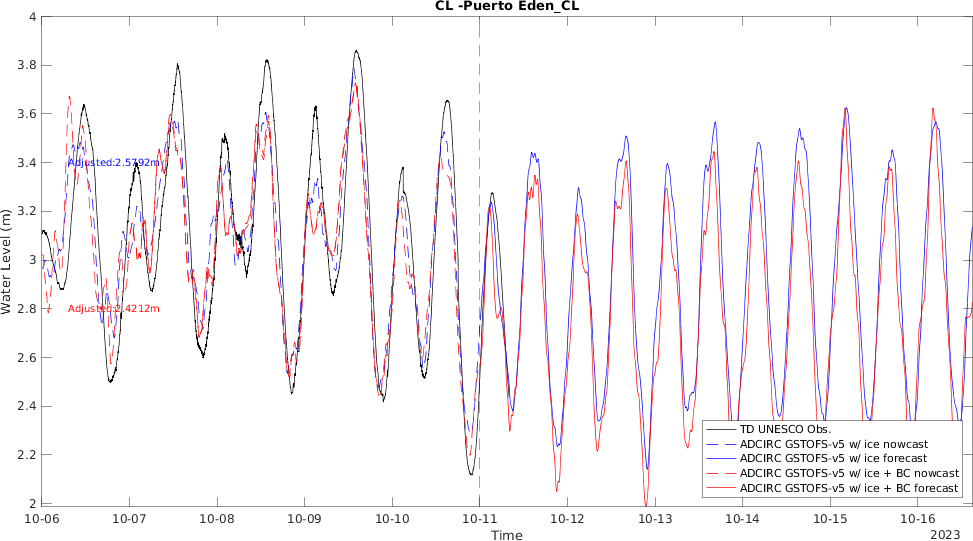 CL -Puerto Eden_CL
4
3.8
3.6
3.4
3.2
3
2.8
2.6
2.4
2.2
2
Water Level (m)
Adjusted:2.5792m
Adjusted:2.4212m
TD UNESCO Obs.
ADCIRC GSTOFS-v5 w/ ice nowcast
ADCIRC GSTOFS-v5 w/ ice forecast
ADCIRC GSTOFS-v5 w/ ice + BC nowcast
ADCIRC GSTOFS-v5 w/ ice + BC forecast
10-06 10-07 10-08 10-09 10-10 10-11 10-12 10-13 10-14 10-15 10-16
Time
2023